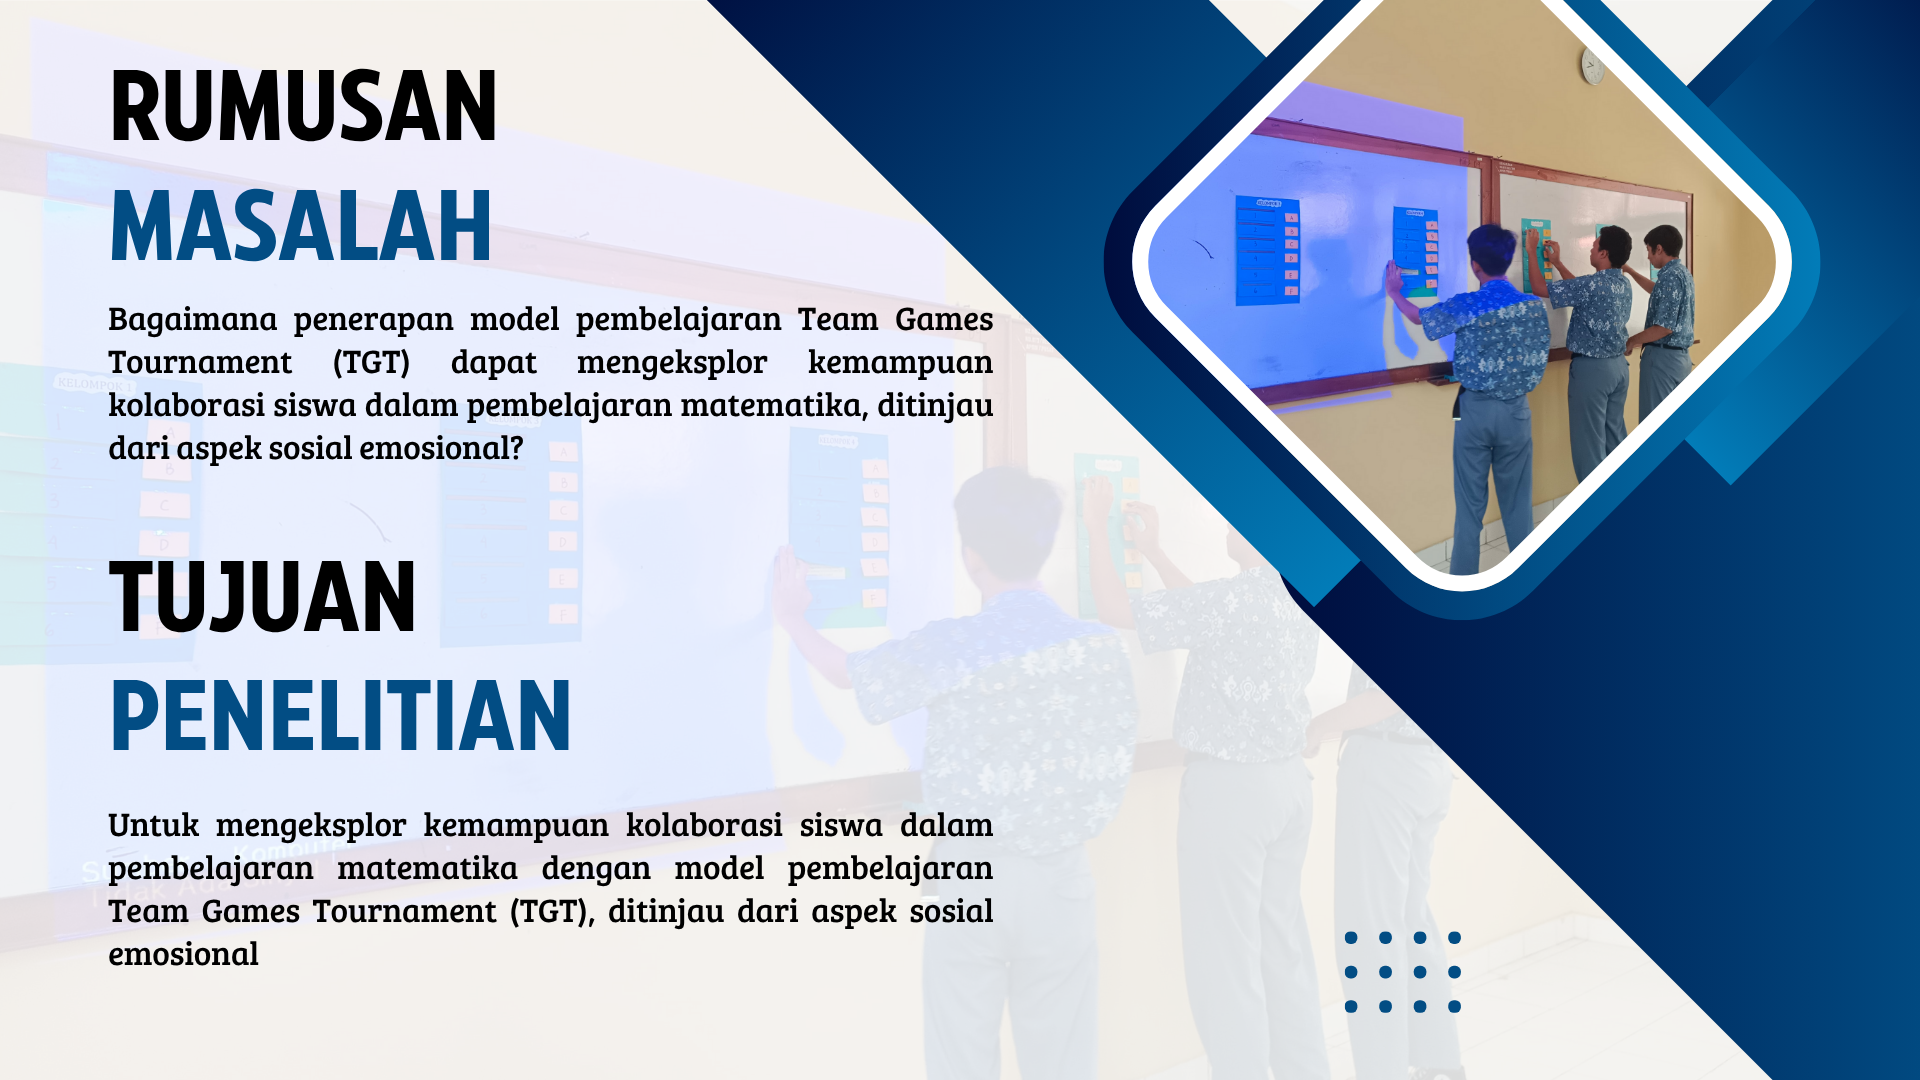 RUMUSAN
MASALAH
Bagaimana penerapan model pembelajaran Team Games
Tournament (TGT) dapat mengeksplor kemampuan
kolaborasi siswa dalam pembelajaran matematika, ditinjau
dari aspek sosial emosional?
KELOMPOK 1
A
B
C
D
A
B
C
D
E
F
TUJUAN
PENELITIAN
Untuk mengeksplor kemampuan kolaborasi siswa dalam
pembelajaran matematika dengan model pembelajaran
Team Games Tournament (TGT), ditinjau dari aspek sosial
emosional